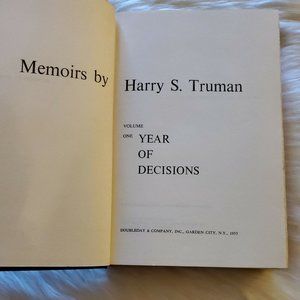 Memoirs by Harry S. Truman
VOLUME
ONE YEAR
OF
DECISIONS
DOUBLEDAY & COMPANY, INC., GARDEN CITY, N.Y., 1955